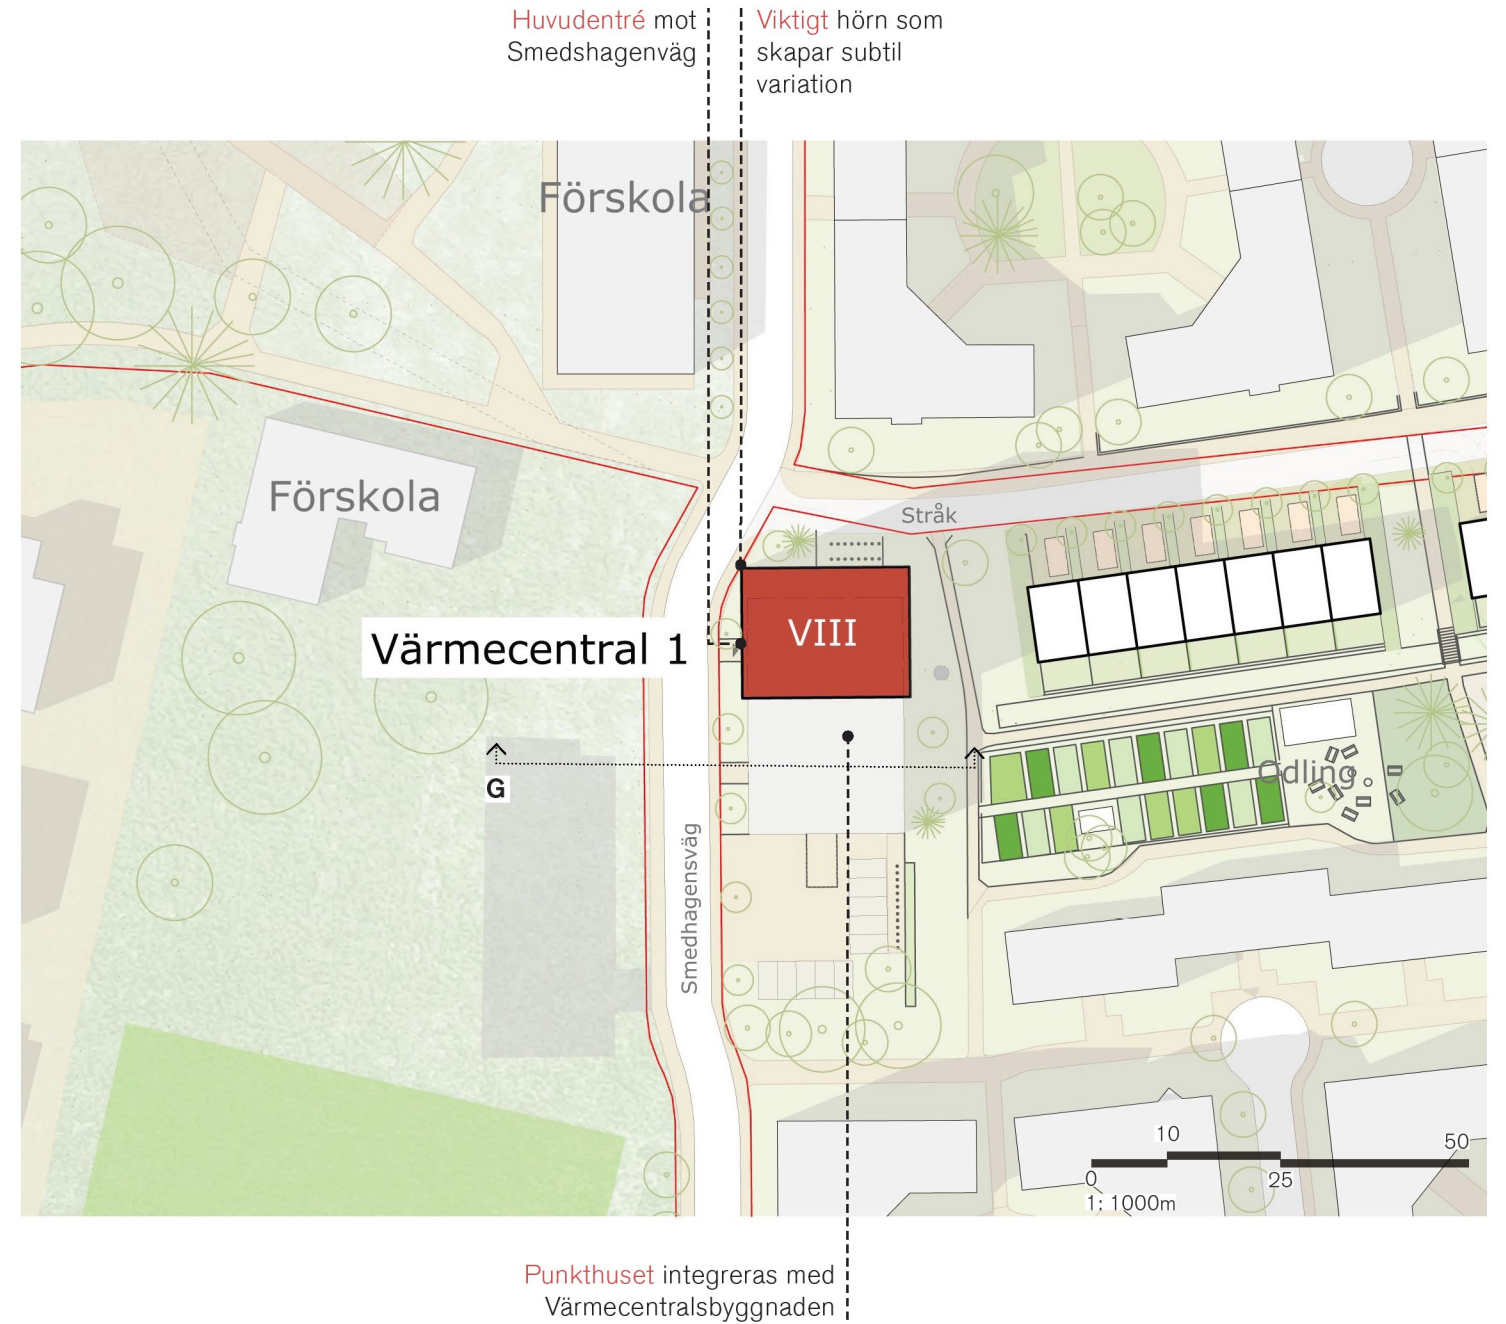 Huvudentré mot
Smedshagenväg
Viktigt hörn som
skapar subtil
variation
Förskola
Förskola
Stråk
VIII
Värmecentral 1
Odling
G
Smedhagensväg
10
50
0
25
1: 1000m
Punkthuset integreras med
Värmecentralsbyggnaden